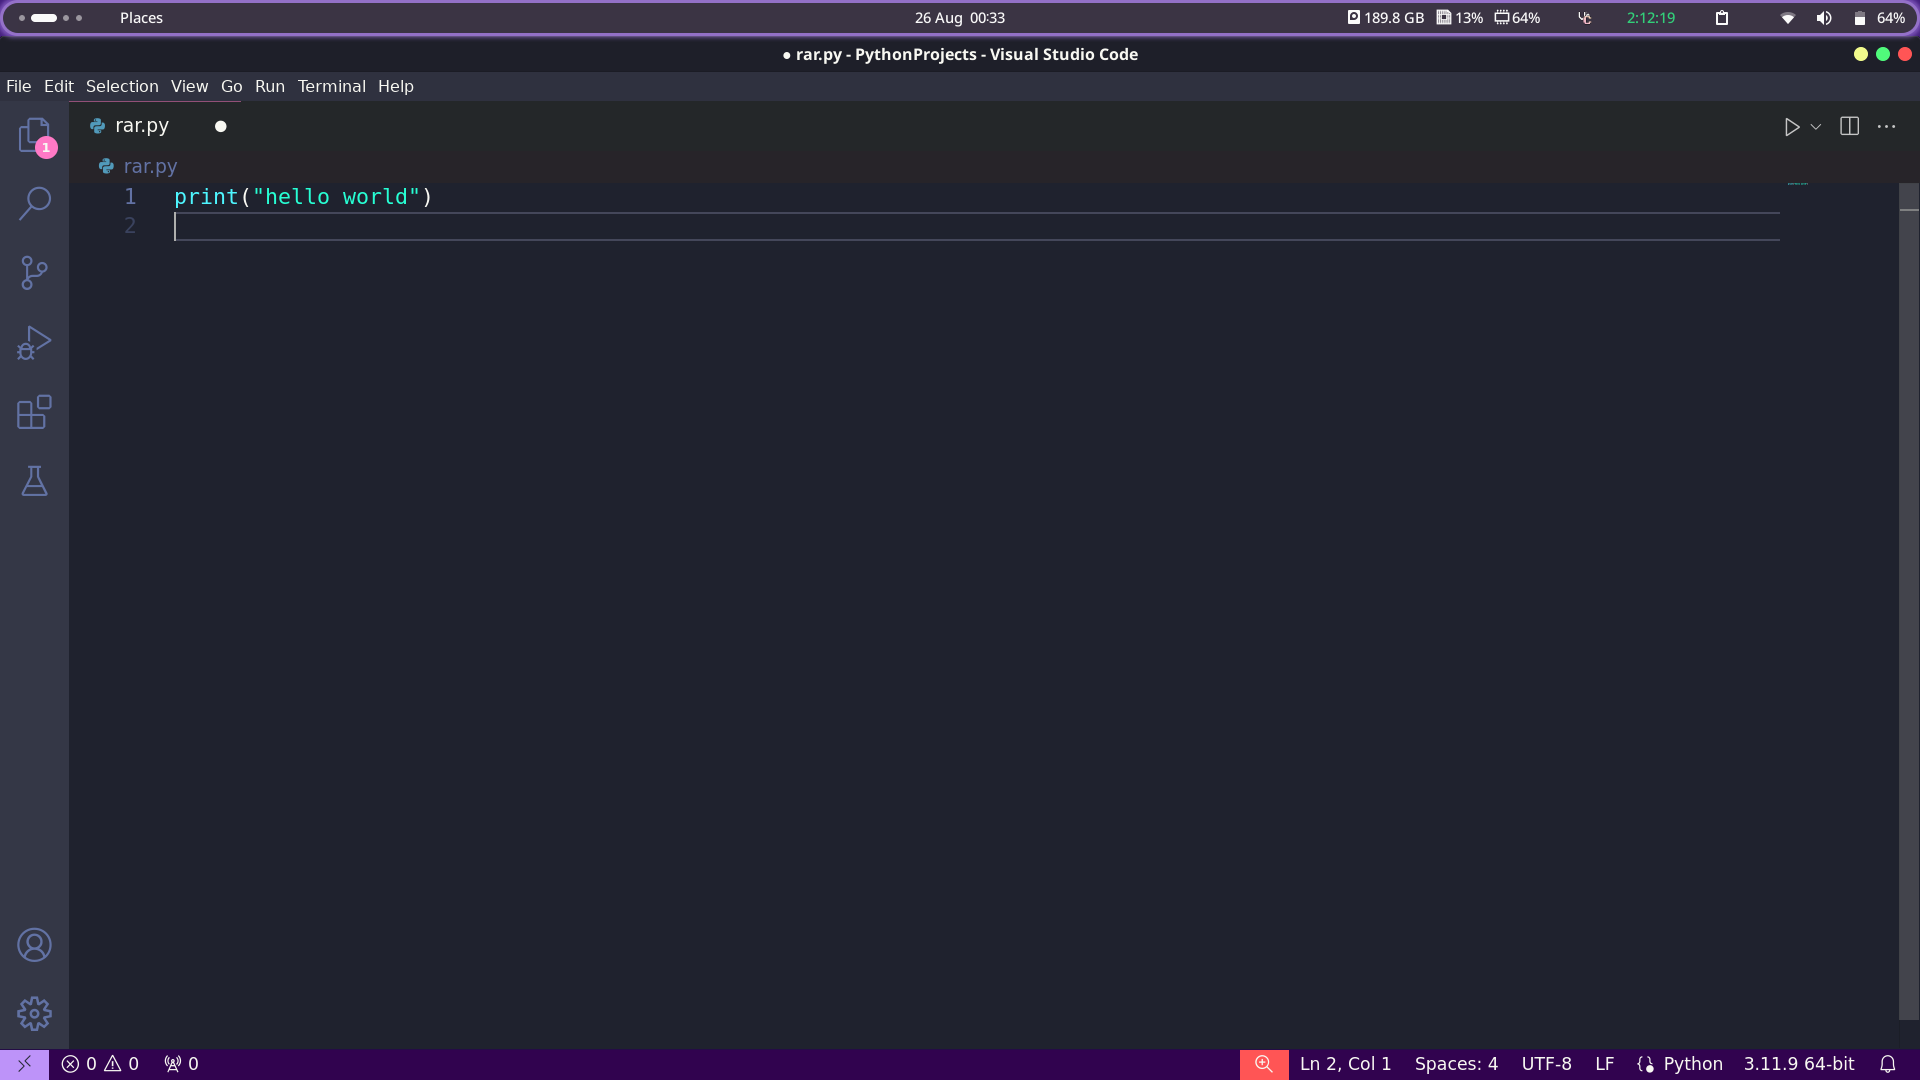 Places 26 Aug 00:33 189.8 GB 13% 64% 2:12:19 64%
● rar.py - PythonProjects - Visual Studio Code
File Edit Selection View Go Run Terminal Help
rar.py
1
rar.py
1 print("hello world")
2
0 0 0 Ln 2, Col 1 Spaces: 4 UTF-8 LF Python 3.11.9 64-bit